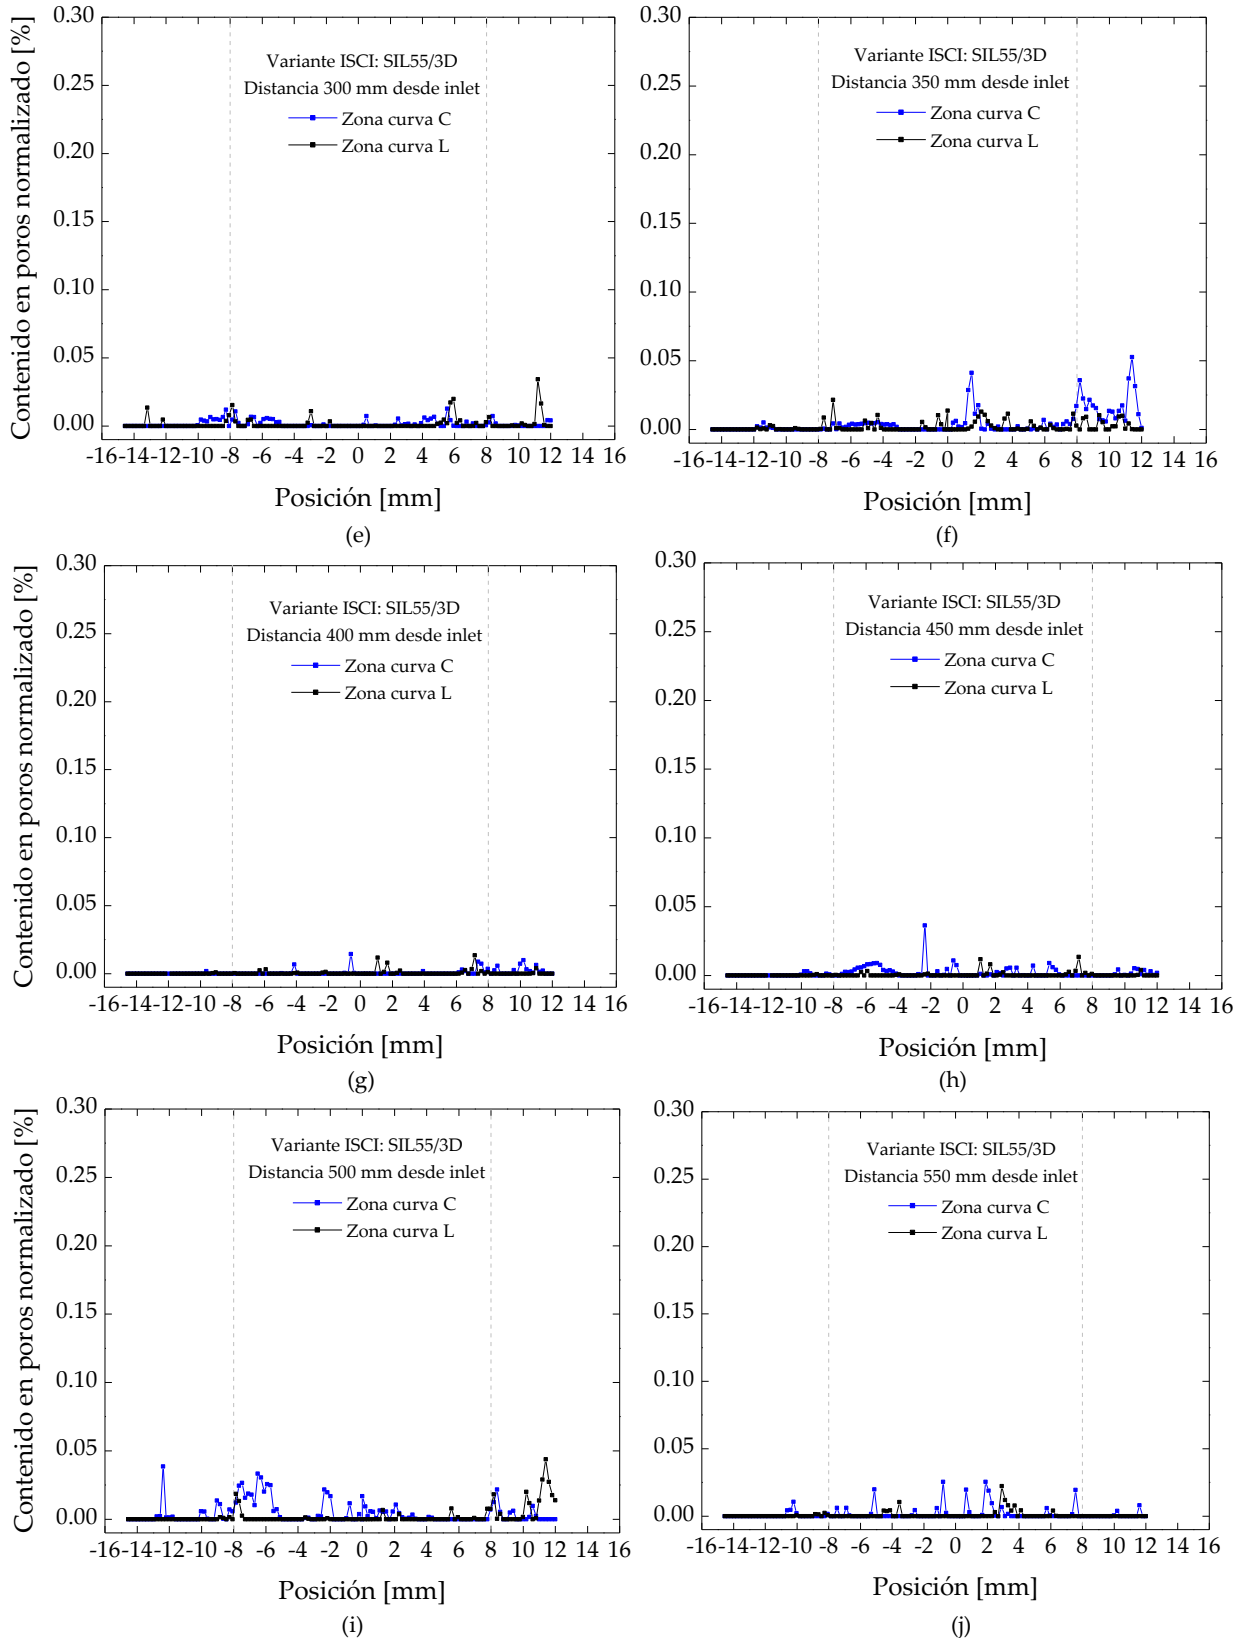 0.30
0.25
0.20
0.15
0.10
0.05
0.00
Contenido en poros normalizado [%]
Variante ISCI: SIL55/3D
Distancia 300 mm desde inlet
Zona curva C
Zona curva L
-16-14-12-10 -8 -6 -4 -2 0 2 4 6 8 10 12 14 16
Posición [mm]
(e)
0.30
0.25
0.20
0.15
0.10
0.05
0.00
Variante ISCI: SIL55/3D
Distancia 350 mm desde inlet
Zona curva C
Zona curva L
-16-14-12-10 -8 -6 -4 -2 0 2 4 6 8 10 12 14 16
Posición [mm]
(f)
0.30
0.25
0.20
0.15
0.10
0.05
0.00
Contenido en poros normalizado [%]
Variante ISCI: SIL55/3D
Distancia 400 mm desde inlet
Zona curva C
Zona curva L
-16-14-12-10 -8 -6 -4 -2 0 2 4 6 8 10 12 14 16
Posición [mm]
(g)
0.30
0.25
0.20
0.15
0.10
0.05
0.00
Variante ISCI: SIL55/3D
Distancia 450 mm desde inlet
Zona curva C
Zona curva L
-16-14-12-10 -8 -6 -4 -2 0 2 4 6 8 10 12 14 16
Posición [mm]
(h)
0.30
0.25
0.20
0.15
0.10
0.05
0.00
Contenido en poros normalizado [%]
Variante ISCI: SIL55/3D
Distancia 500 mm desde inlet
Zona curva C
Zona curva L
-16-14-12-10 -8 -6 -4 -2 0 2 4 6 8 10 12 14 16
Posición [mm]
(i)
0.30
0.25
0.20
0.15
0.10
0.05
0.00
Variante ISCI: SIL55/3D
Distancia 550 mm desde inlet
Zona curva C
Zona curva L
-16-14-12-10 -8 -6 -4 -2 0 2 4 6 8 10 12 14 16
Posición [mm]
(j)